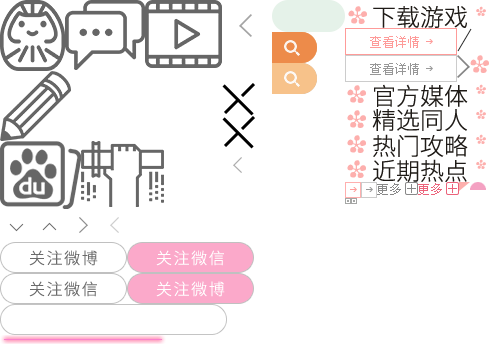 下载游戏
查看详情
查看详情
官方媒体
精选同人
热门攻略
近期热点
更多
更多
du
关注微博
关注微信
关注微信
关注微博